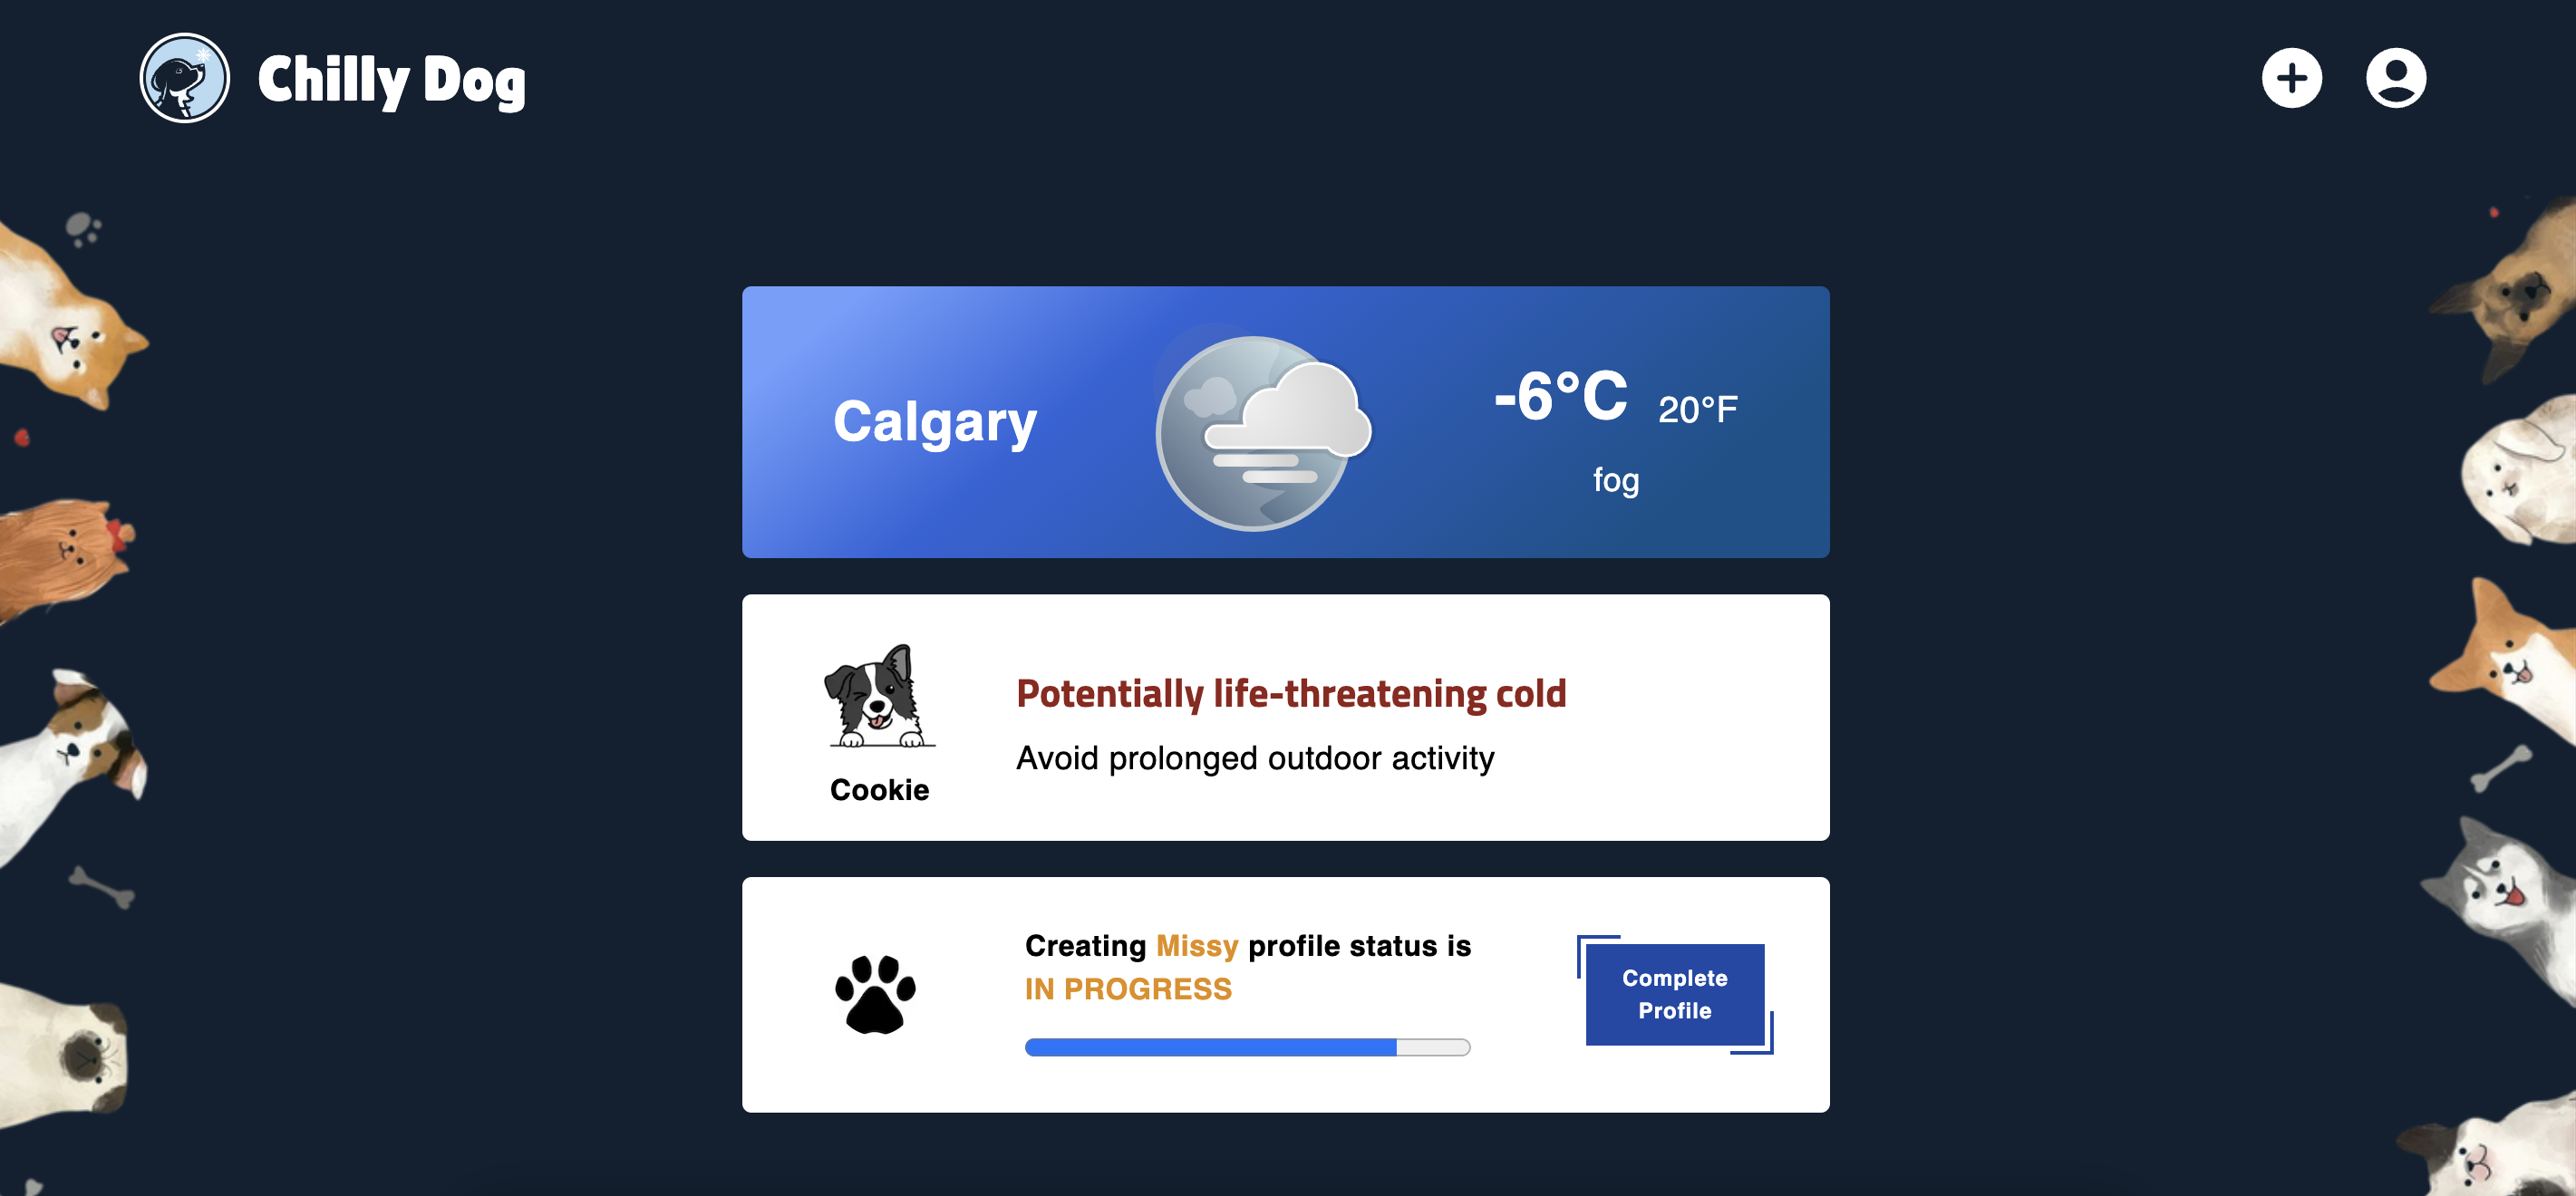 Chilly Dog
Calgary
-6°C 20°F
fog
Potentially life-threatening cold
Avoid prolonged outdoor activity
Cookie
Creating Missy profile status is
IN PROGRESS
Complete
Profile